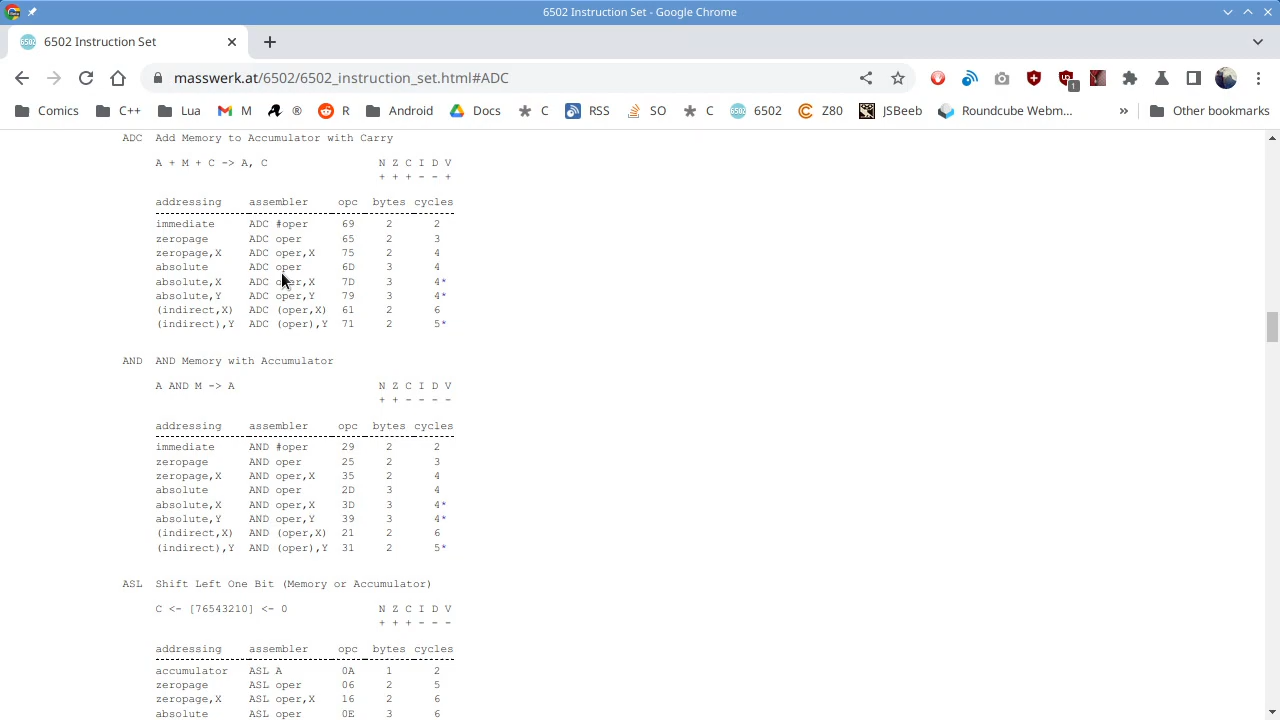 6502 Instruction Set - Google Chrome
6502 Instruction Set
masswerk.at/6502/6502_instruction_set.html#ADC
1
Comics C++ Lua M ® R Android Docs C RSS SO C 6502 Z80 JSBeeb Roundcube Webm... » Other bookmarks
ADC Add Memory to Accumulator with Carry
A + M + C -> A, C N Z C I D V
+ + + - - +
addressing assembler opc bytes cycles
immediate ADC #oper 69 2 2
zeropage ADC oper 65 2 3
zeropage,X ADC oper,X 75 2 4
absolute ADC oper 6D 3 4
absolute,X ADC oper,X 7D 3 4*
absolute,Y ADC oper,Y 79 3 4*
(indirect,X) ADC (oper,X) 61 2 6
(indirect),Y ADC (oper),Y 71 2 5*
AND AND Memory with Accumulator
A AND M -> A N Z C I D V
+ + - - - -
addressing assembler opc bytes cycles
immediate AND #oper 29 2 2
zeropage AND oper 25 2 3
zeropage,X AND oper,X 35 2 4
absolute AND oper 2D 3 4
absolute,X AND oper,X 3D 3 4*
absolute,Y AND oper,Y 39 3 4*
(indirect,X) AND (oper,X) 21 2 6
(indirect),Y AND (oper),Y 31 2 5*
ASL Shift Left One Bit (Memory or Accumulator)
C <- [76543210] <- 0 N Z C I D V
+ + + - - -
addressing assembler opc bytes cycles
accumulator ASL A 0A 1 2
zeropage ASL oper 06 2 5
zeropage,X ASL oper,X 16 2 6
absolute ASL oper 0E 3 6